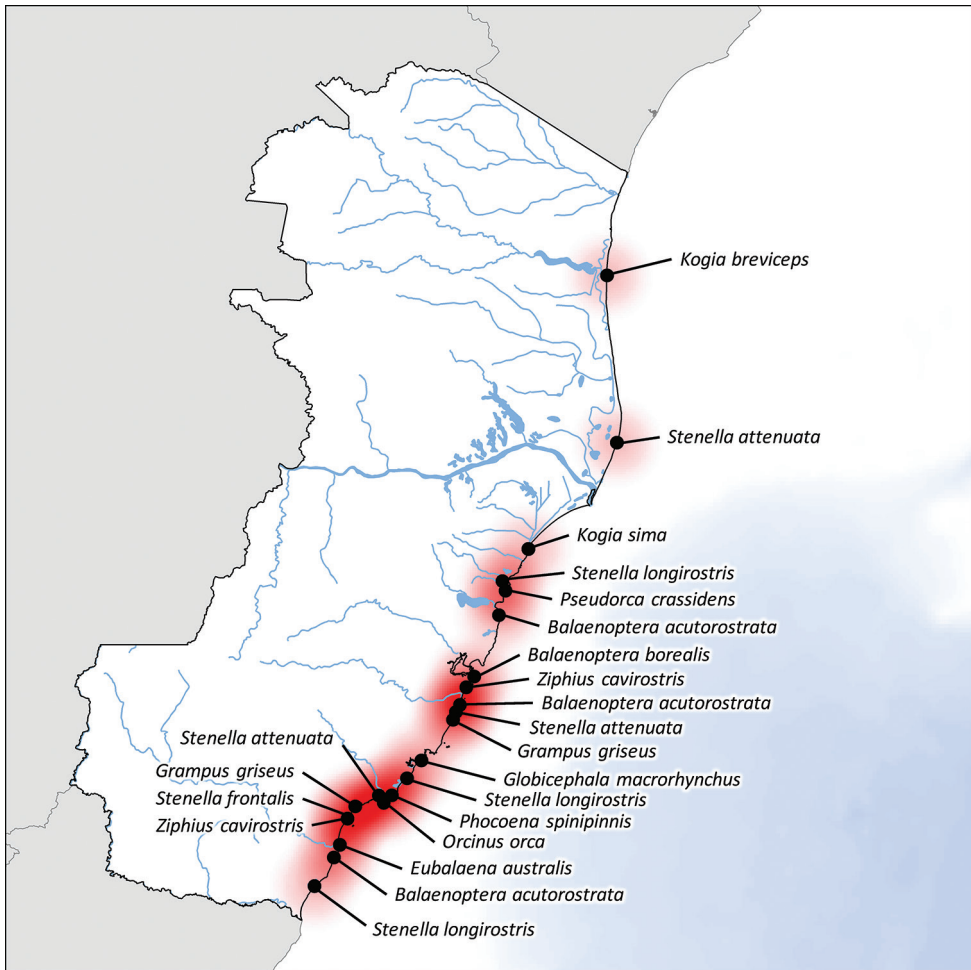 Kogia breviceps
Stenella attenuata
Kogia sima
Stenella longirostris
Pseudorca crassidens
Balaenoptera acutorostrata
Balaenoptera borealis
Ziphius cavirostris
Balaenoptera acutorostrata
Stenella attenuata
Grampus griseus
Stenella attenuata
Grampus griseus
Stenella frontalis
Ziphius cavirostris
Globicephala macrorhynchus
Stenella longirostris
Phocoena spinipinnis
Orcinus orca
Eubalaena australis
Balaenoptera acutorostrata
Stenella longirostris